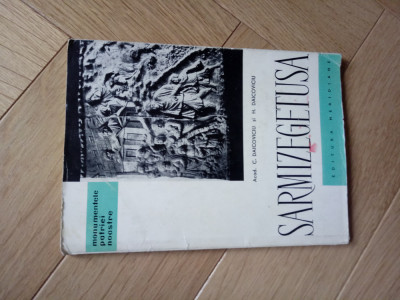 monumentele
patriei
noastre
Acad. C. DAICOVICIU și H. DAICOVICIU
SARMIZEGETUSA
EDITURA MERIDIANE